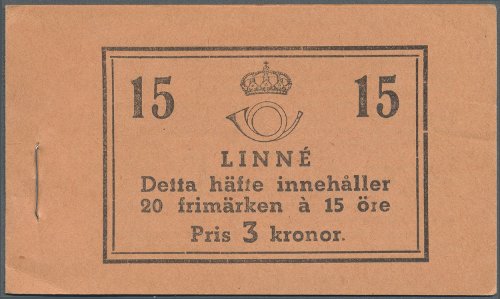 15 15
LINNÉ
Detta häfte innehåller
20 frimärken à 15 öre
Pris 3 kronor.